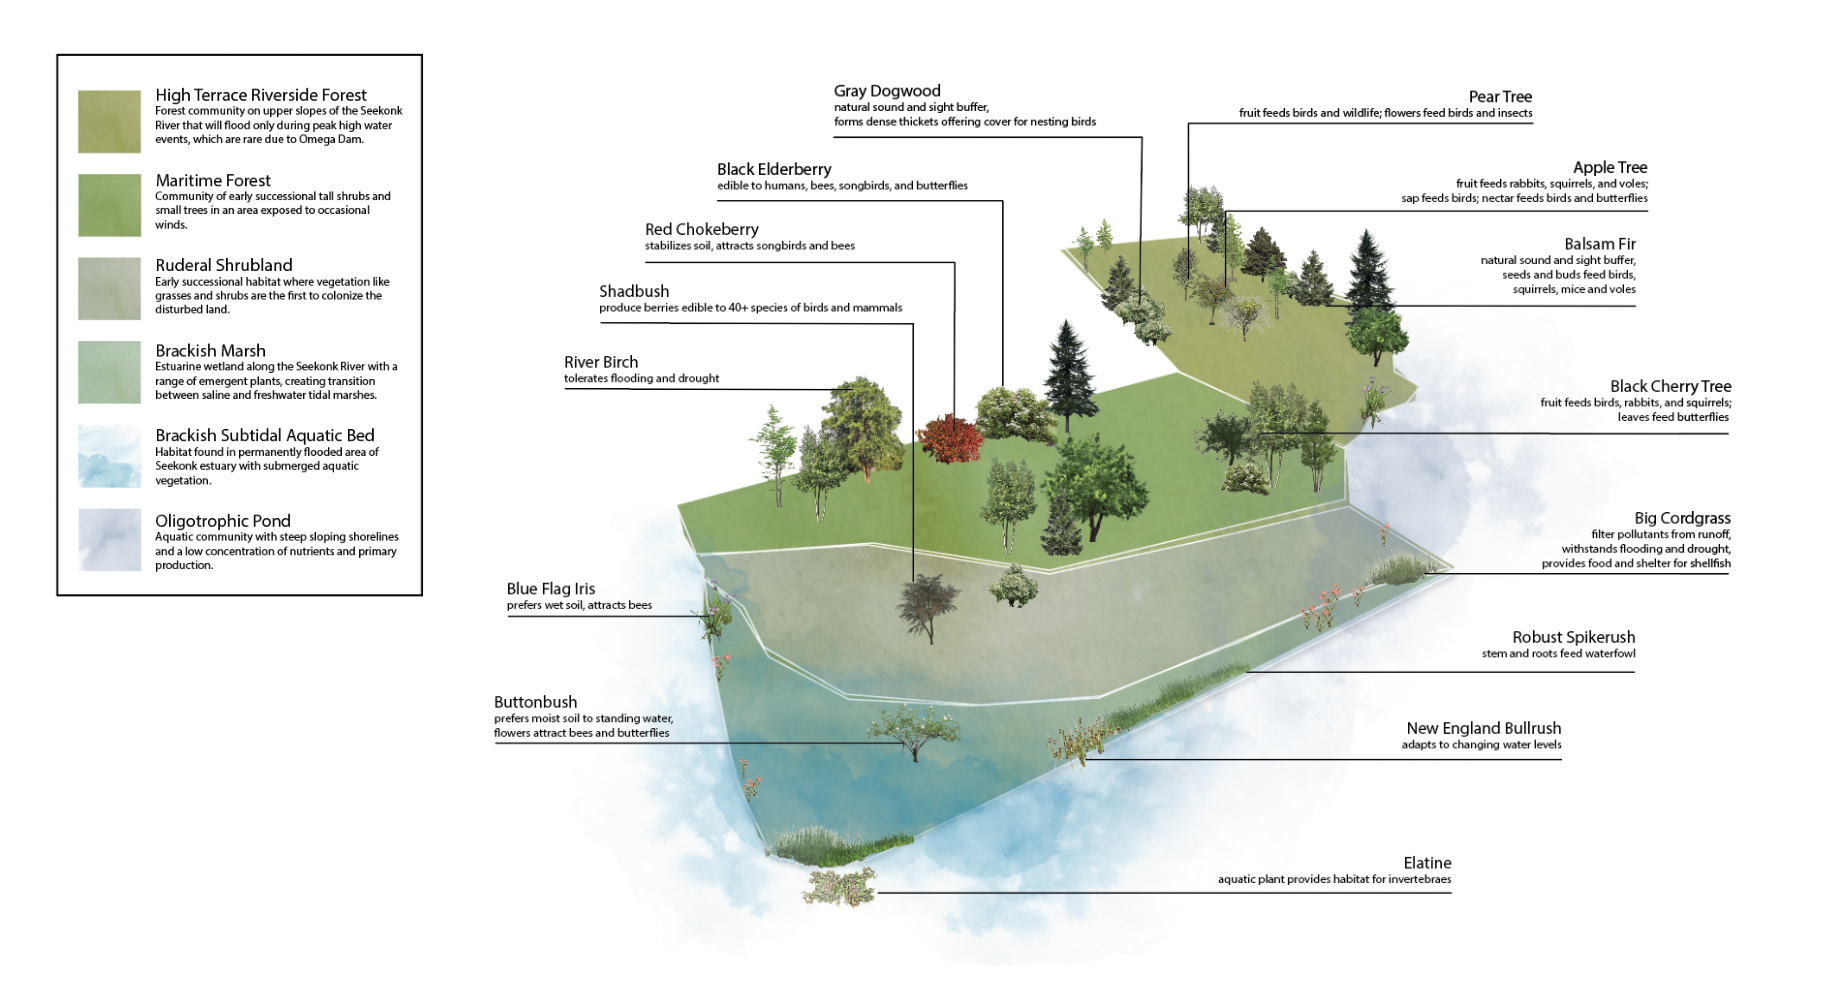 High Terrace Riverside Forest
Forest community on upper slopes of the Seekonk
River that will flood only during peak high water
events, which are rare due to Omega Dam.
Maritime Forest
Community of early successional tall shrubs and
small trees in an area exposed to occasional
winds.
Ruderal Shrubland
Early successional habitat where vegetation like
grasses and shrubs are the first to colonize the
disturbed land.
Brackish Marsh
Estuarine wetland along the Seekonk River with a
range of emergent plants, creating transition
between saline and freshwater tidal marshes.
Brackish Subtidal Aquatic Bed
Habitat found in permanently flooded area of
Seekonk estuary with submerged aquatic
vegetation.
Oligotrophic Pond
Aquatic community with steep sloping shorelines
and a low concentration of nutrients and primary
production.
Gray Dogwood
natural sound and sight buffer,
forms dense thickets offering cover for nesting birds
Black Elderberry
edible to humans, bees, songbirds, and butterflies
Red Chokeberry
stabilizes soil, attracts songbirds and bees
Shadbush
produce berries edible to 40+ species of birds and mammals
River Birch
tolerates flooding and drought
Blue Flag Iris
prefers wet soil, attracts bees
Buttonbush
prefers moist soil to standing water,
flowers attract bees and butterflies
Pear Tree
fruit feeds birds and wildlife; flowers feed birds and insects
Apple Tree
fruit feeds rabbits, squirrels, and voles;
sap feeds birds; nectar feeds birds and butterflies
Balsam Fir
natural sound and sight buffer,
seeds and buds feed birds,
squirrels, mice and voles
Black Cherry Tree
fruit feeds birds, rabbits, and squirrels;
leaves feed butterflies
Big Cordgrass
filter pollutants from runoff,
withstands flooding and drought,
provides food and shelter for shellfish
Robust Spikerush
stem and roots feed waterfowl
New England Bullrush
adapts to changing water levels
Elatine
aquatic plant provides habitat for invertebraes